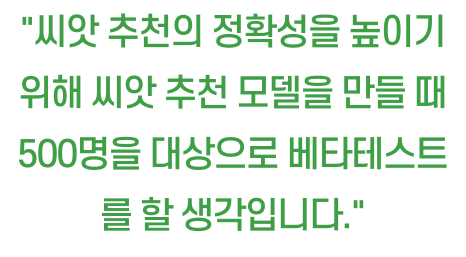 "씨앗 추천의 정확성을 높이기
위해 씨앗 추천 모델을 만들 때
500명을 대상으로 베타테스트
를 할 생각입니다."